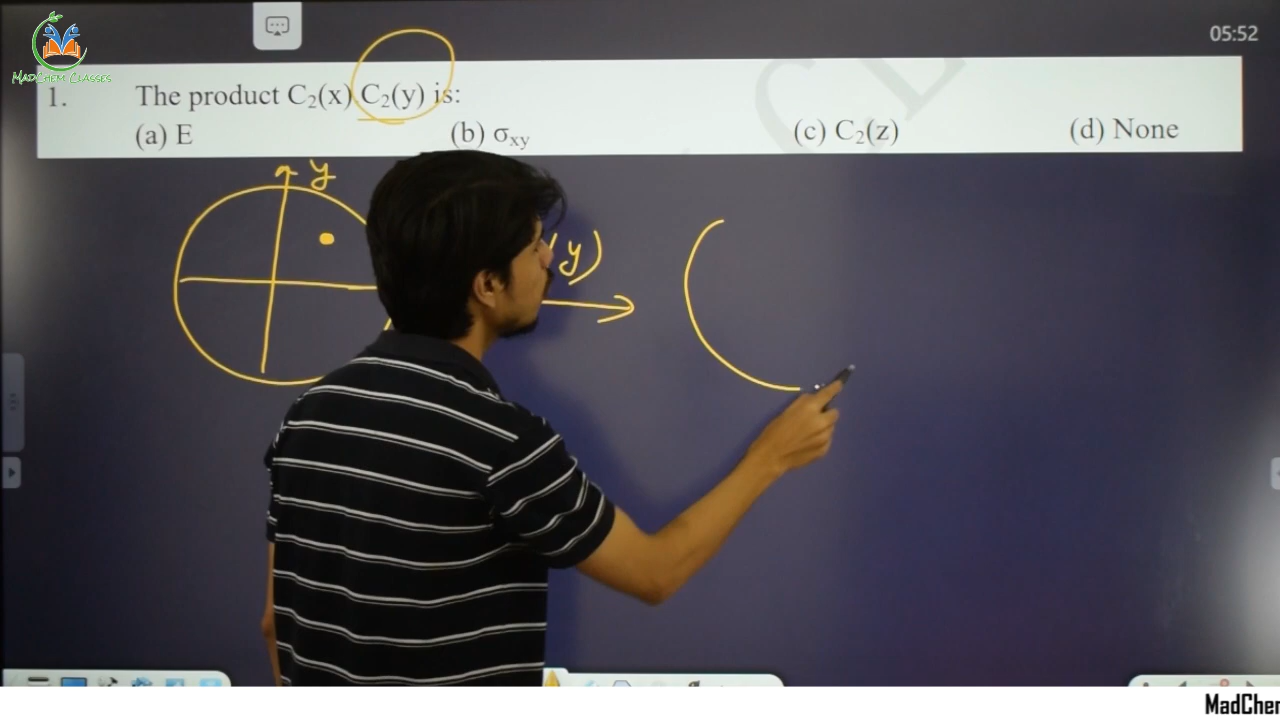 MADCHEM CLASSES
05:52
1. The product C₂(x) C₂(y) is:
(a) E (b) σxy (c) C₂(z) (d) None
y
(y)
MadChem